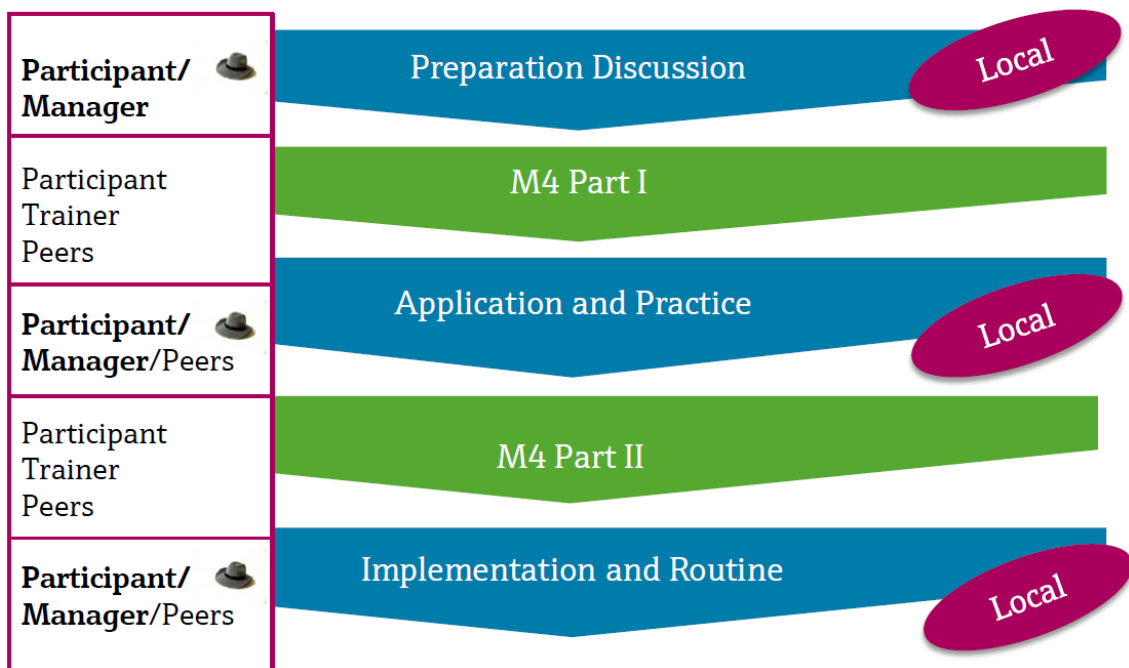 Participant/
Manager
Preparation Discussion
Local
Participant
Trainer
Peers
M4 Part I
Participant/
Manager/Peers
Application and Practice
Local
Participant
Trainer
Peers
M4 Part II
Participant/
Manager/Peers
Implementation and Routine
Local